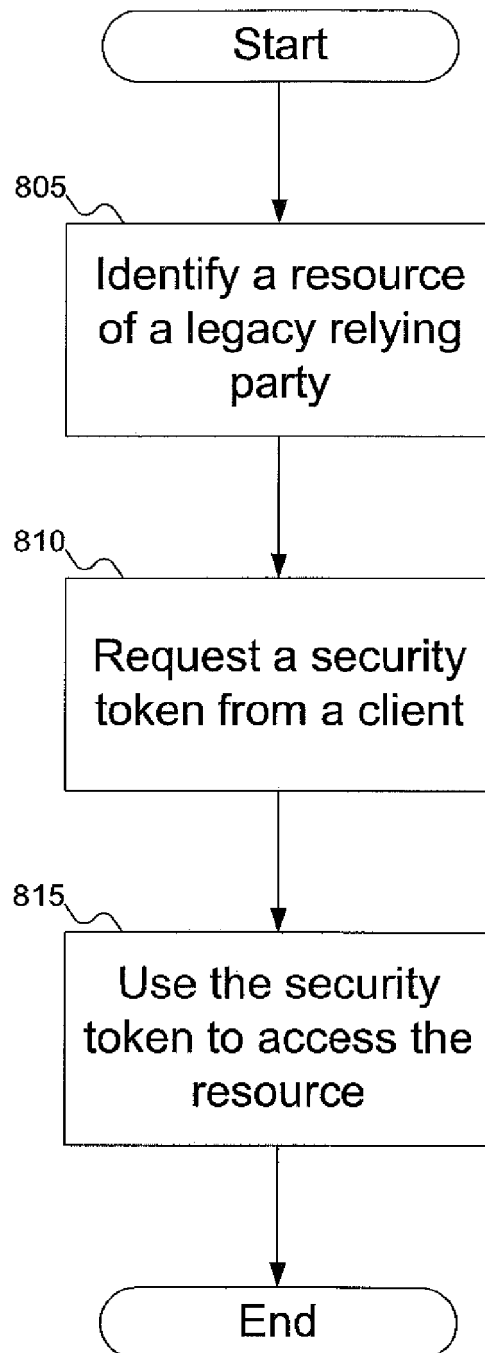 Start
805
Identify a resource
of a legacy relying
party
810
Request a security
token from a client
815
Use the security
token to access the
resource
End